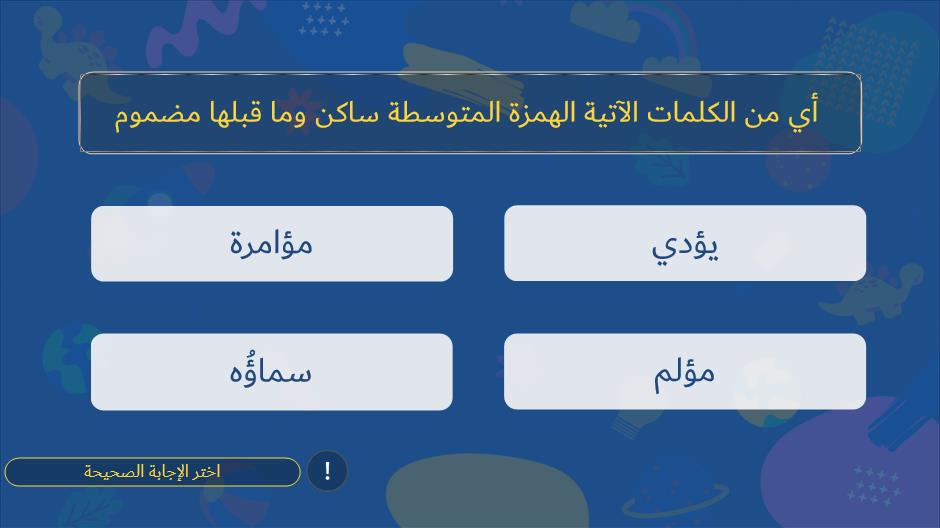 أي من الكلمات الآتية الهمزة المتوسطة ساكن وما قبلها مضموم
يؤدي
مؤامرة
مؤلم
سماؤُه
!
اختر الإجابة الصحيحة